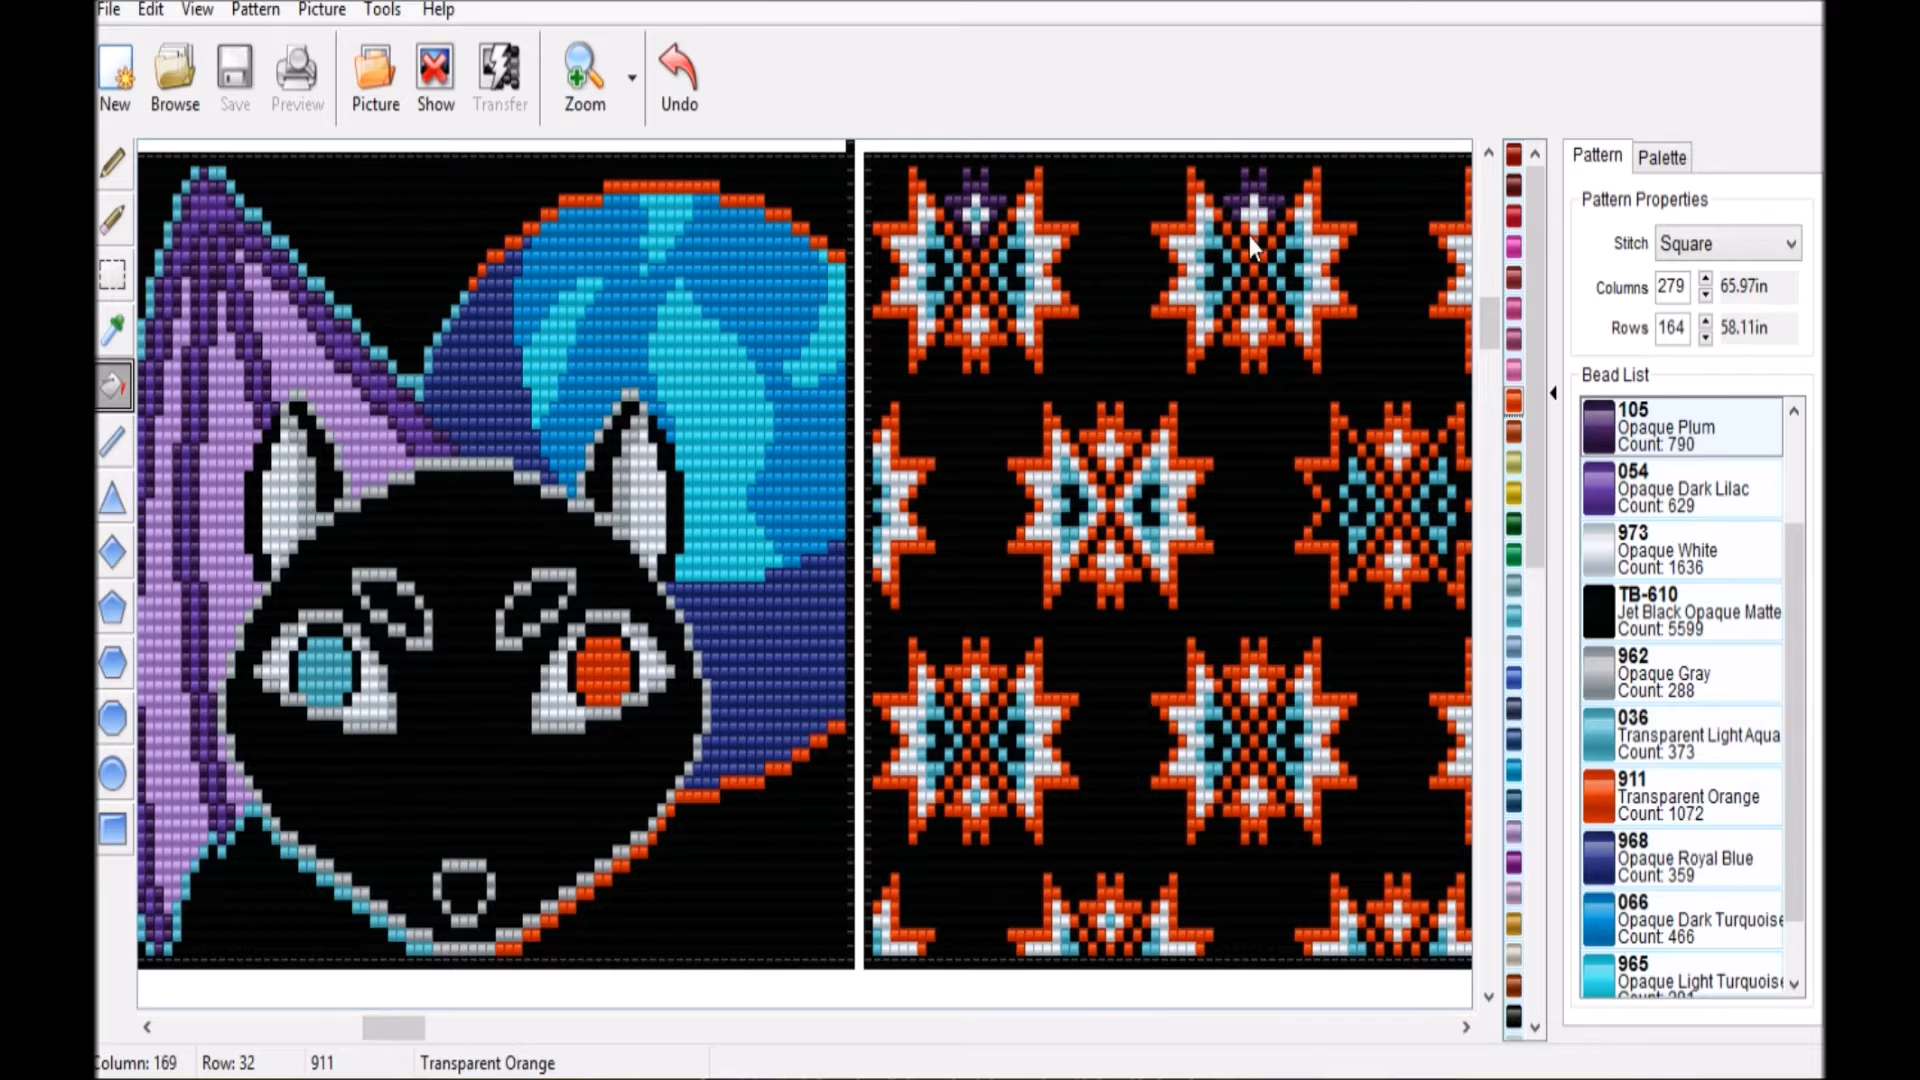 File Edit View Pattern Picture Tools Help
New Browse Save Preview Picture Show Transfer Zoom Undo
Pattern Palette
Pattern Properties
Stitch Square
Columns 279 65.97in
Rows 164 58.11in
Bead List
105
Opaque Plum
Count: 790
054
Opaque Dark Lilac
Count: 629
973
Opaque White
Count: 1636
TB-610
Jet Black Opaque Matte
Count: 5599
962
Opaque Gray
Count: 288
036
Transparent Light Aqua
Count: 373
911
Transparent Orange
Count: 1072
968
Opaque Royal Blue
Count: 359
066
Opaque Dark Turquoise
Count: 466
965
Opaque Light Turquoise
Column: 169 Row: 32 911 Transparent Orange